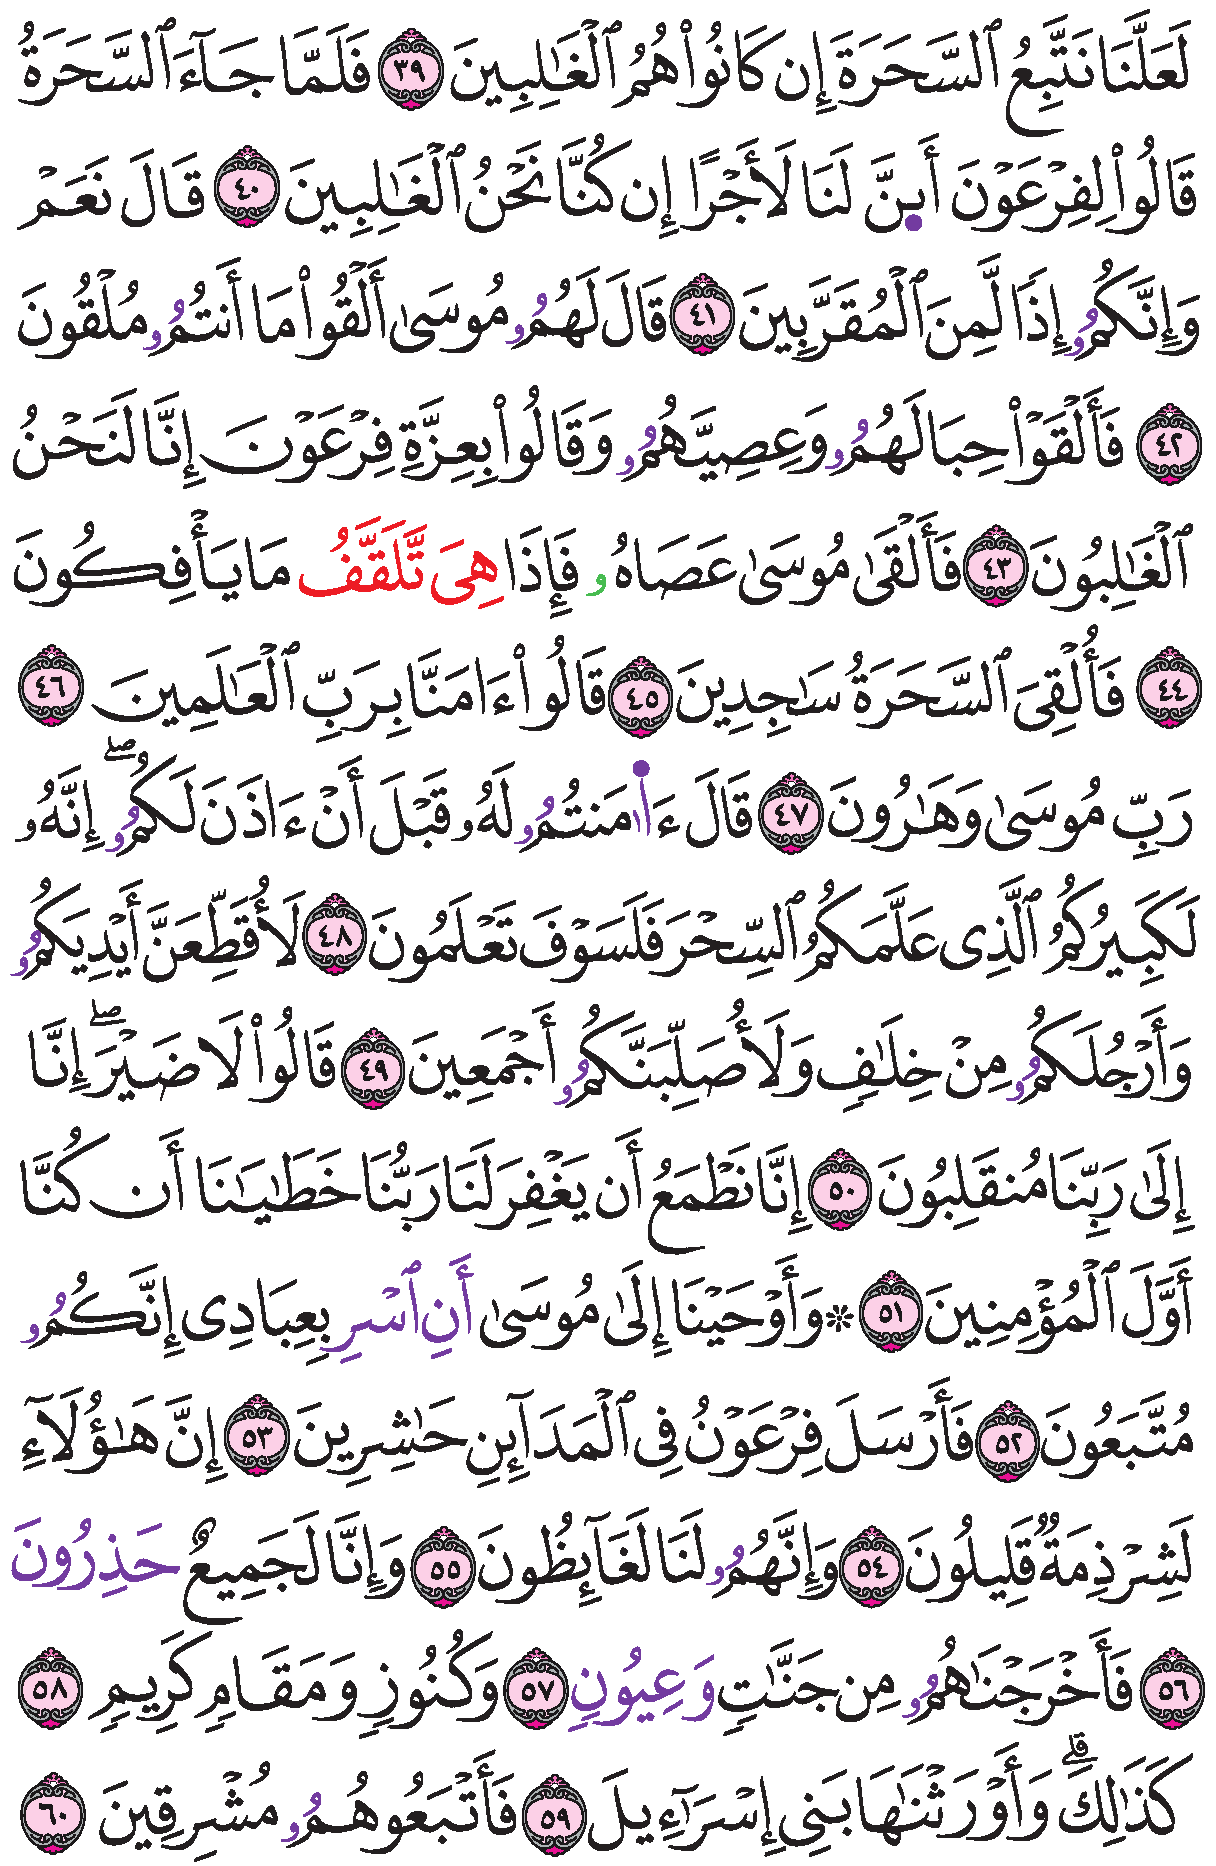 لَعَلَّنَا نَتَّبِعُ ٱلسَّحَرَةَ إِن كَانُوا۟ هُمُ ٱلْغَٰلِبِينَ ٣٩ فَلَمَّا جَآءَ ٱلسَّحَرَةُ
قَالُوا۟ لِفِرْعَوْنَ أَىِٕنَّ لَنَا لَأَجْرًا إِن كُنَّا نَحْنُ ٱلْغَٰلِبِينَ ٤٠ قَالَ نَعَمْ
وَإِنَّكُمُۥ إِذًا لَّمِنَ ٱلْمُقَرَّبِينَ ٤١ قَالَ لَهُمُۥ مُوسَىٰ أَلْقُوا۟ مَا أَنتُمُۥ مُلْقُونَ
٤٢ فَأَلْقَوْا۟ حِبَالَهُمُۥ وَعِصِيَّهُمُۥ وَقَالُوا۟ بِعِزَّةِ فِرْعَوْنَ إِنَّا لَنَحْنُ
ٱلْغَٰلِبُونَ ٤٣ فَأَلْقَىٰ مُوسَىٰ عَصَاهُۥ فَإِذَا هِىَ تَّلَقَّفُ مَا يَأْفِكُونَ
٤٤ فَأُلْقِىَ ٱلسَّحَرَةُ سَٰجِدِينَ ٤٥ قَالُوا۟ ءَامَنَّا بِرَبِّ ٱلْعَٰلَمِينَ ٤٦
رَبِّ مُوسَىٰ وَهَٰرُونَ ٤٧ قَالَ ءَا۬مَنتُمُۥ لَهُۥ قَبْلَ أَنْ ءَاذَنَ لَكُمُۥۖ إِنَّهُۥ
لَكَبِيرُكُمُ ٱلَّذِى عَلَّمَكُمُ ٱلسِّحْرَ فَلَسَوْفَ تَعْلَمُونَ ٤٨ لَأُقَطِّعَنَّ أَيْدِيَكُمُۥ
وَأَرْجُلَكُمُۥ مِنْ خِلَٰفٍ وَلَأُصَلِّبَنَّكُمُۥ أَجْمَعِينَ ٤٩ قَالُوا۟ لَا ضَيْرَۖ إِنَّا
إِلَىٰ رَبِّنَا مُنقَلِبُونَ ٥٠ إِنَّا نَطْمَعُ أَن يَغْفِرَ لَنَا رَبُّنَا خَطَٰيَٰنَا أَن كُنَّا
أَوَّلَ ٱلْمُؤْمِنِينَ ٥١ ۞ وَأَوْحَيْنَا إِلَىٰ مُوسَىٰ أَنِ ٱسْرِ بِعِبَادِى إِنَّكُمُۥ
مُتَّبَعُونَ ٥٢ فَأَرْسَلَ فِرْعَوْنُ فِى ٱلْمَدَآئِنِ حَٰشِرِينَ ٥٣ إِنَّ هَٰؤُلَآءِ
لَشِرْذِمَةٌ قَلِيلُونَ ٥٤ وَإِنَّهُمُۥ لَنَا لَغَآئِظُونَ ٥٥ وَإِنَّا لَجَمِيعٌ حَذِرُونَ
٥٦ فَأَخْرَجْنَٰهُمُۥ مِن جَنَّٰتٍ وَعِيُونٍ ٥٧ وَكُنُوزٍ وَمَقَامٍ كَرِيمٍ ٥٨
كَذَٰلِكَۗ وَأَوْرَثْنَٰهَا بَنِى إِسْرَآءِيلَ ٥٩ فَأَتْبَعُوهُمُۥ مُشْرِقِينَ ٦٠